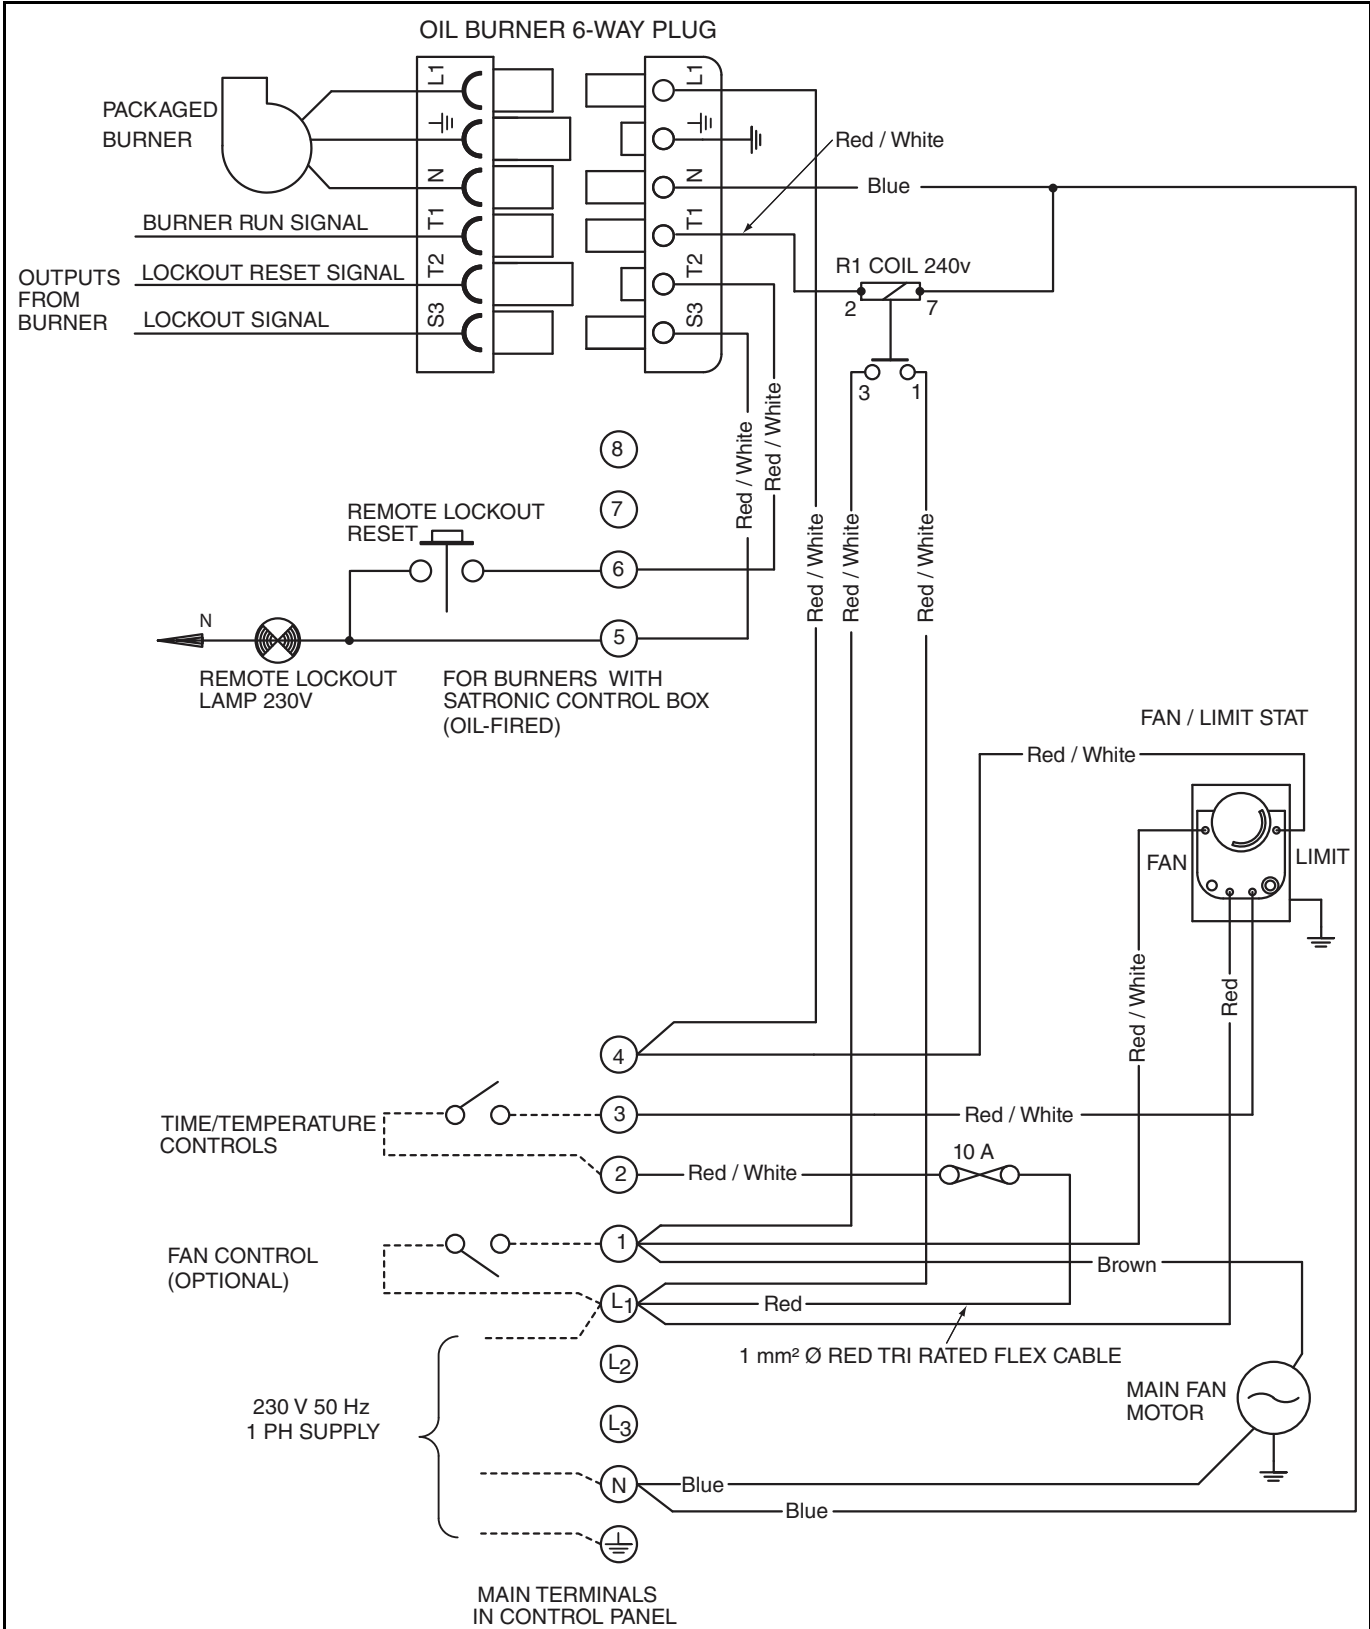 OIL BURNER 6-WAY PLUG
PACKAGED
BURNER
L1
N
T1
T2
S3
L1
N
T1
T2
S3
Red / White
Blue
BURNER RUN SIGNAL
LOCKOUT RESET SIGNAL
LOCKOUT SIGNAL
OUTPUTS
FROM
BURNER
R1 COIL 240v
2
7
3
1
Red / White
Red / White
Red / White
Red / White
Red / White
8
7
6
5
REMOTE LOCKOUT
RESET
N
REMOTE LOCKOUT
LAMP 230V
FOR BURNERS WITH
SATRONIC CONTROL BOX
(OIL-FIRED)
FAN / LIMIT STAT
Red / White
FAN
LIMIT
Red / White
Red
4
3
Red / White
TIME/TEMPERATURE
CONTROLS
10 A
2
Red / White
1
FAN CONTROL
(OPTIONAL)
Brown
L1
Red
1 mm² Ø RED TRI RATED FLEX CABLE
L2
MAIN FAN
MOTOR
230 V 50 Hz
1 PH SUPPLY
L3
N
Blue
Blue
MAIN TERMINALS
IN CONTROL PANEL